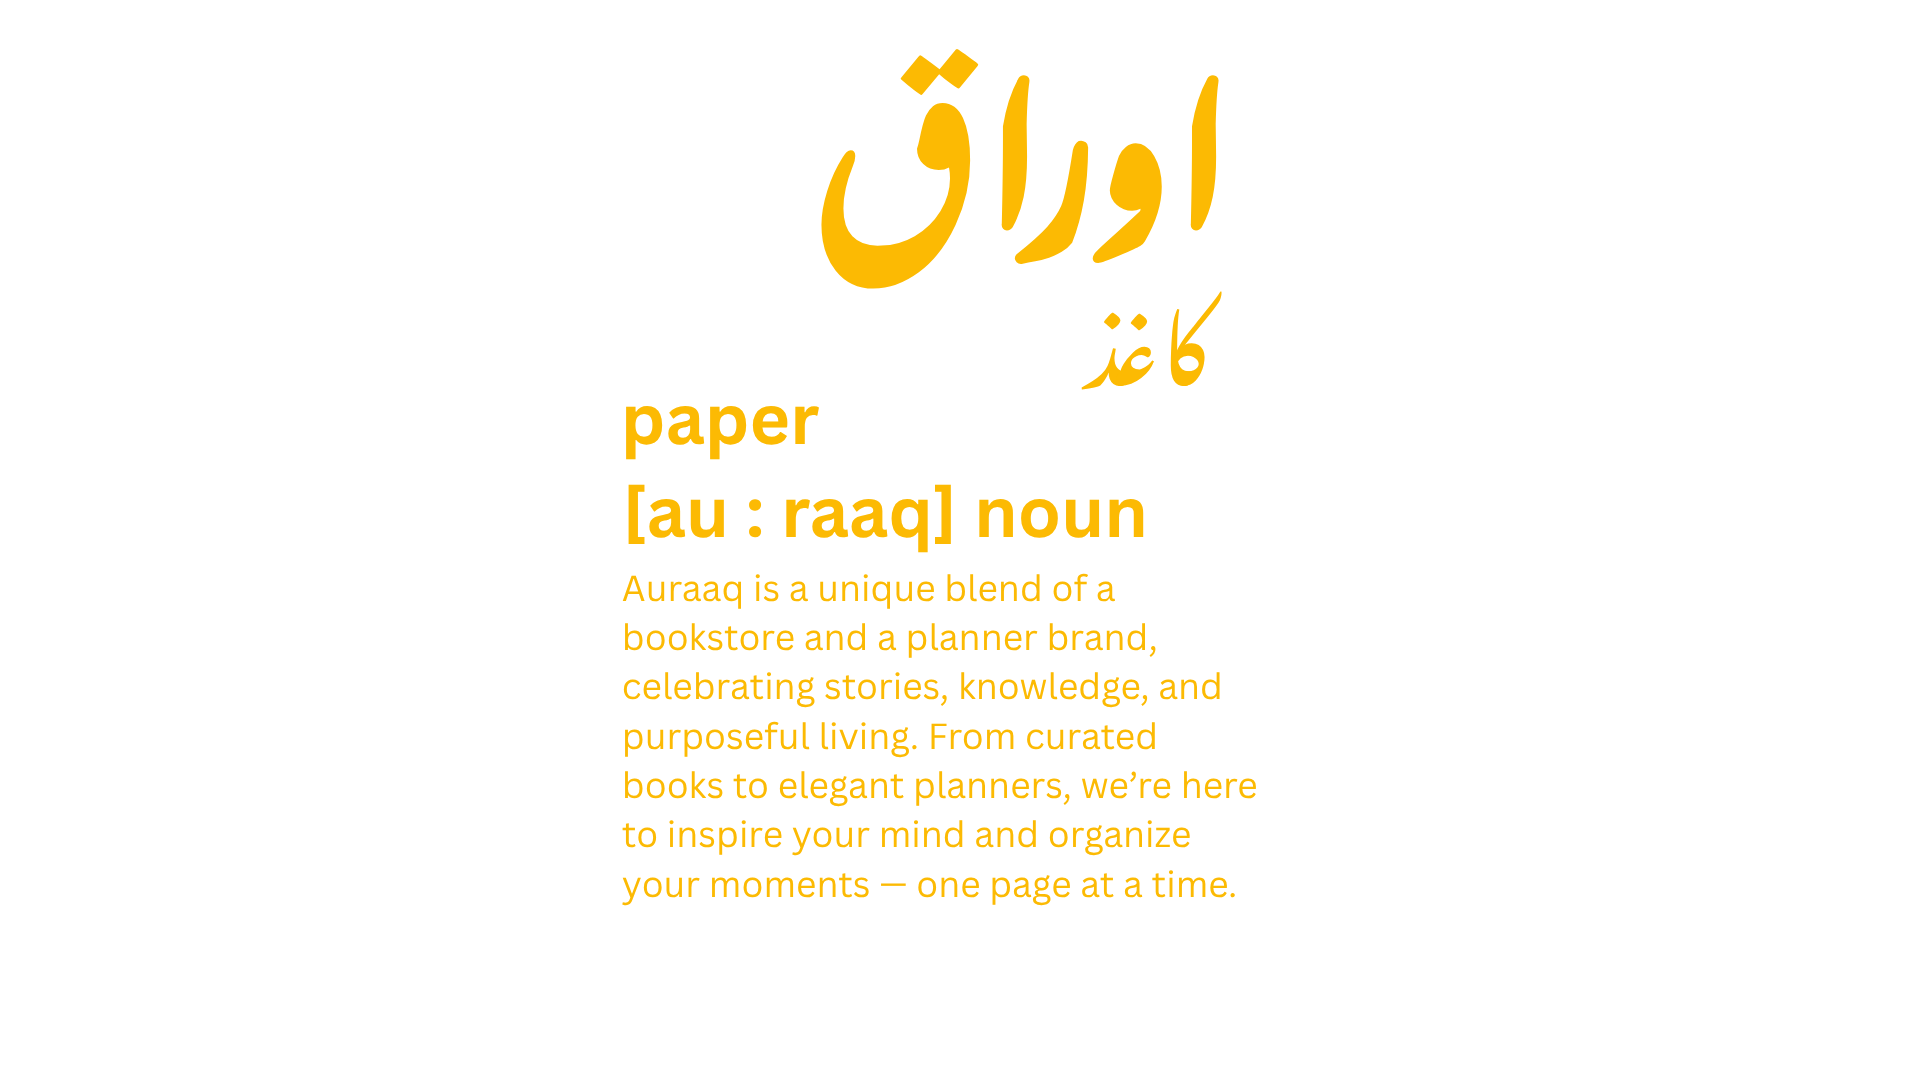 اوراق
کاغذ
paper
[au : raaq] noun
Auraaq is a unique blend of a
bookstore and a planner brand,
celebrating stories, knowledge, and
purposeful living. From curated
books to elegant planners, we’re here
to inspire your mind and organize
your moments — one page at a time.